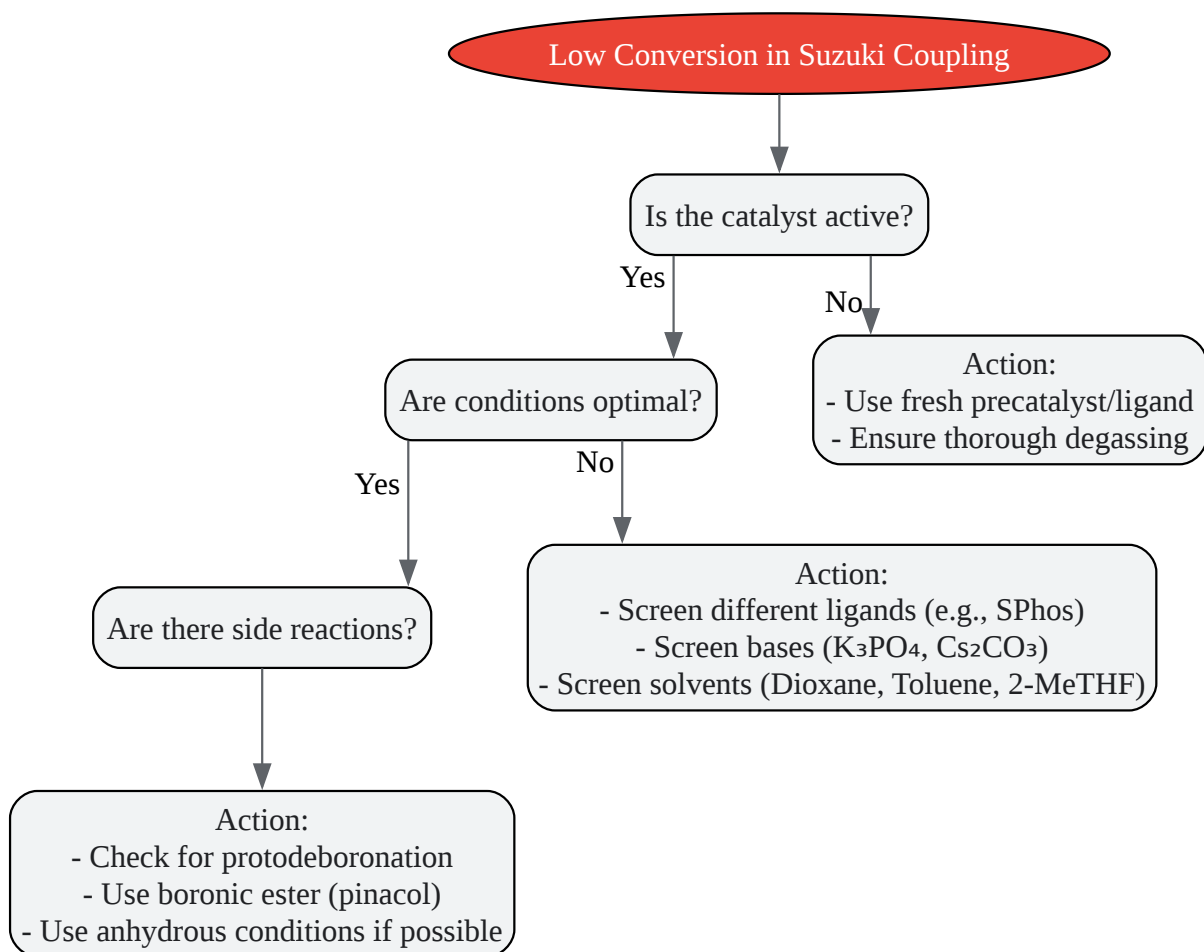 Low Conversion in Suzuki Coupling
Is the catalyst active?
Yes
No
Are conditions optimal?
Action:
- Use fresh precatalyst/ligand
- Ensure thorough degassing
Yes
No
Are there side reactions?
Action:
- Screen different ligands (e.g., SPhos)
- Screen bases (K₃PO₄, Cs₂CO₃)
- Screen solvents (Dioxane, Toluene, 2-MeTHF)
Action:
- Check for protodeboronation
- Use boronic ester (pinacol)
- Use anhydrous conditions if possible